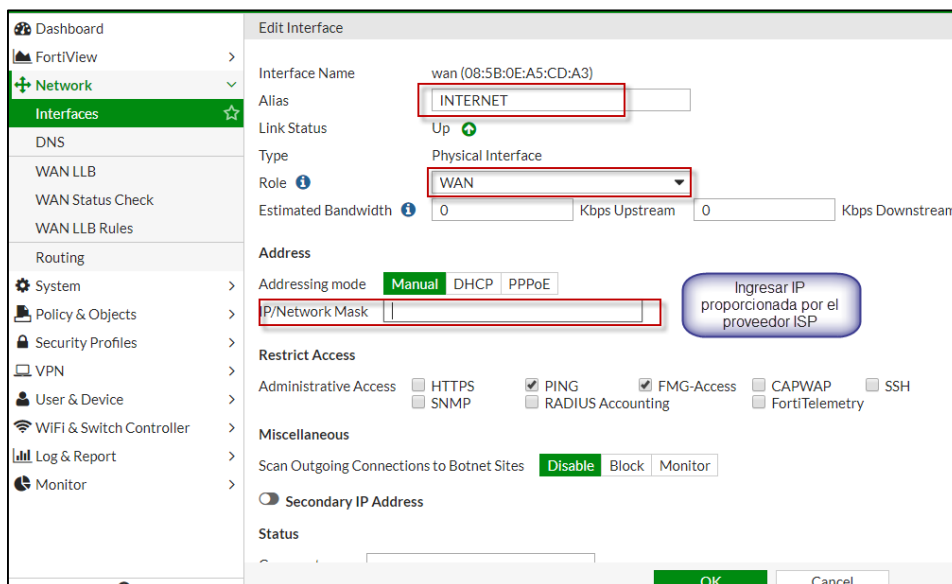 Dashboard
FortiView
Network
Interfaces
DNS
WAN LLB
WAN Status Check
WAN LLB Rules
Routing
System
Policy & Objects
Security Profiles
VPN
User & Device
WiFi & Switch Controller
Log & Report
Monitor
Edit Interface
Interface Name wan (08:5B:0E:A5:CD:A3)
Alias INTERNET
Link Status Up
Type Physical Interface
Role WAN
Estimated Bandwidth 0 Kbps Upstream 0 Kbps Downstream
Address
Addressing mode Manual DHCP PPPoE
IP/Network Mask
Ingresar IP
proporcionada por el
proveedor ISP
Restrict Access
Administrative Access HTTPS PING FMG-Access CAPWAP SSH
SNMP RADIUS Accounting FortiTelemetry
Miscellaneous
Scan Outgoing Connections to Botnet Sites Disable Block Monitor
Secondary IP Address
Status
OK Cancel